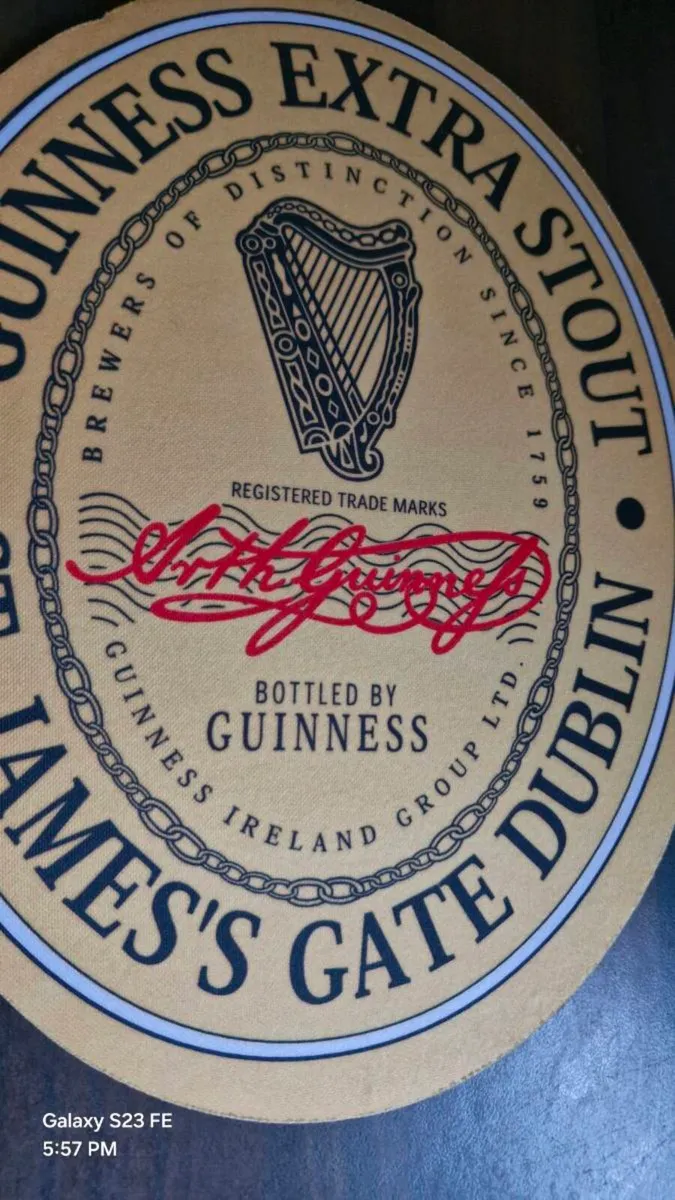 GUINNESS EXTRA STOUT
BREWERS OF DISTINCTION SINCE 1759
REGISTERED TRADE MARKS
Arth Guinness
BOTTLED BY
GUINNESS
GUINNESS IRELAND GROUP LTD.
JAMES'S GATE DUBLIN
Galaxy S23 FE
5:57 PM